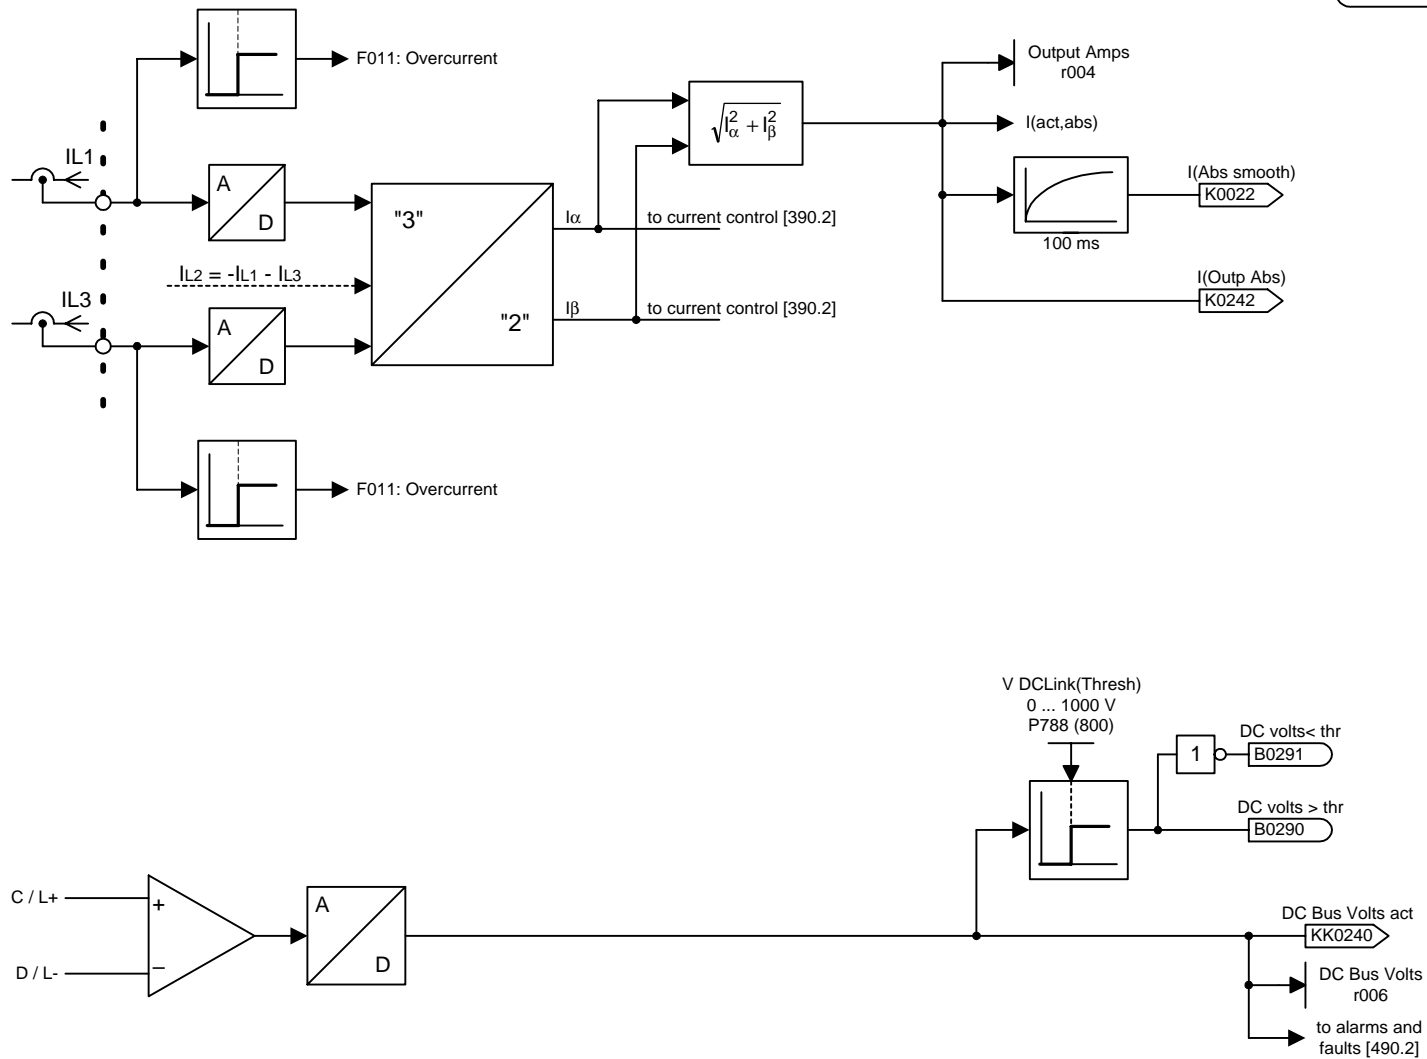 F011: Overcurrent
Output Amps
r004
√Iα² + Iβ²
I(act,abs)
IL1
A
D
"3"
I(Abs smooth)
K0022
Iα
to current control [390.2]
100 ms
IL2 = -IL1 - IL3
I(Outp Abs)
K0242
IL3
A
D
"2"
Iβ
to current control [390.2]
F011: Overcurrent
V DCLink(Thresh)
0 ... 1000 V
P788 (800)
DC volts< thr
1
B0291
DC volts > thr
B0290
C / L+
+
A
D
DC Bus Volts act
KK0240
D / L-
–
DC Bus Volts
r006
to alarms and
faults [490.2]